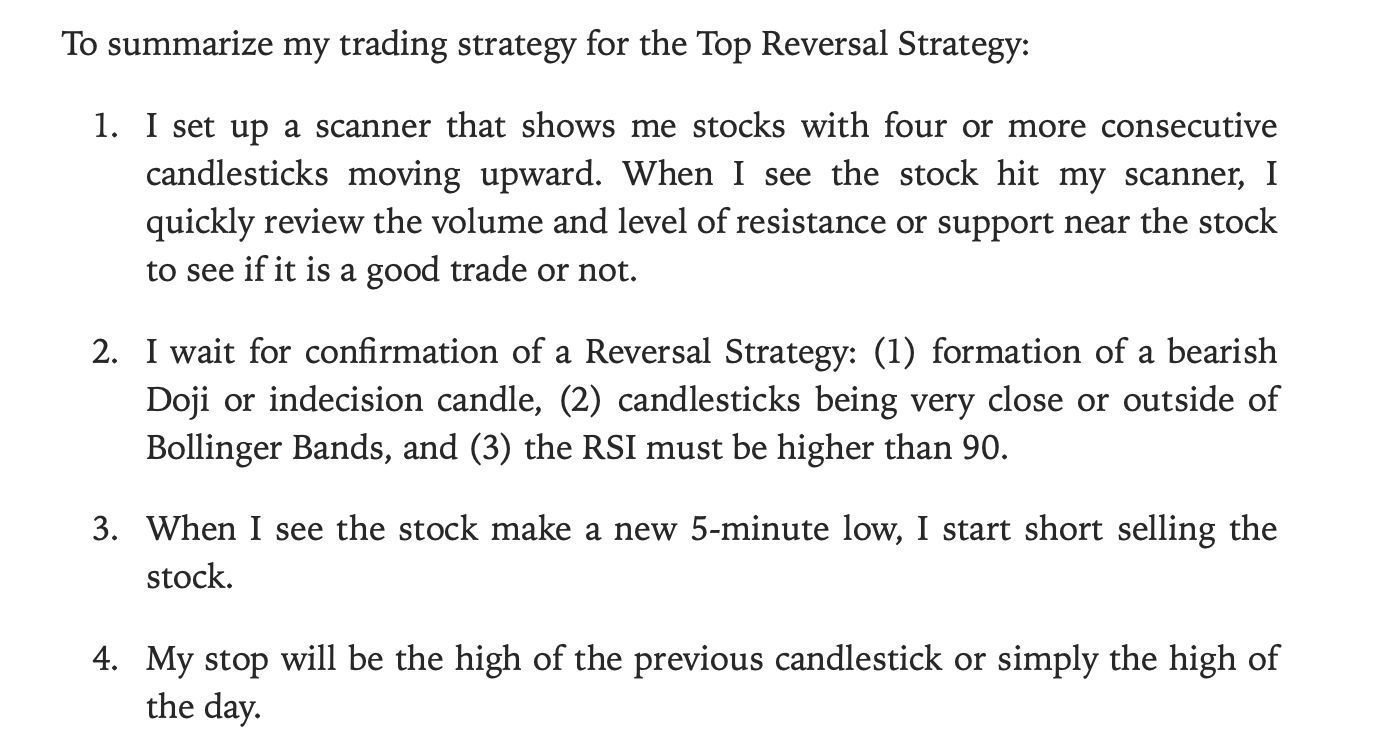 To summarize my trading strategy for the Top Reversal Strategy:
1. I set up a scanner that shows me stocks with four or more consecutive
candlesticks moving upward. When I see the stock hit my scanner, I
quickly review the volume and level of resistance or support near the stock
to see if it is a good trade or not.
2. I wait for confirmation of a Reversal Strategy: (1) formation of a bearish
Doji or indecision candle, (2) candlesticks being very close or outside of
Bollinger Bands, and (3) the RSI must be higher than 90.
3. When I see the stock make a new 5-minute low, I start short selling the
stock.
4. My stop will be the high of the previous candlestick or simply the high of
the day.